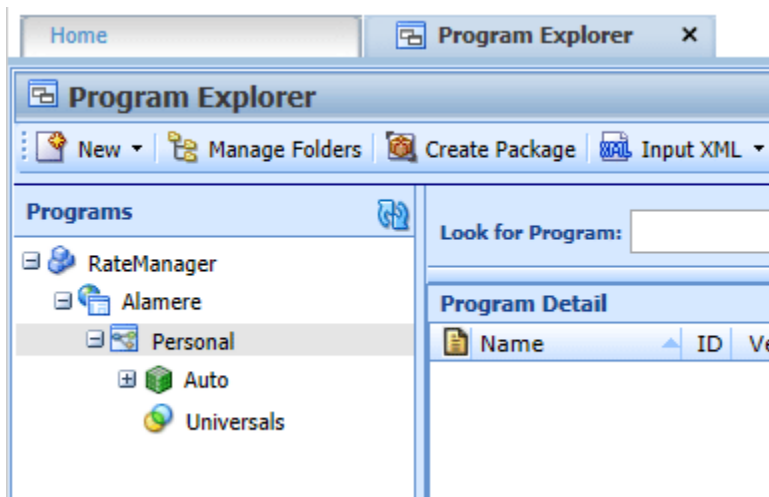 Home
Program Explorer
Program Explorer
New
Manage Folders
Create Package
Input XML
Programs
RateManager
Alamere
Personal
Auto
Universals
Look for Program:
Program Detail
Name
ID